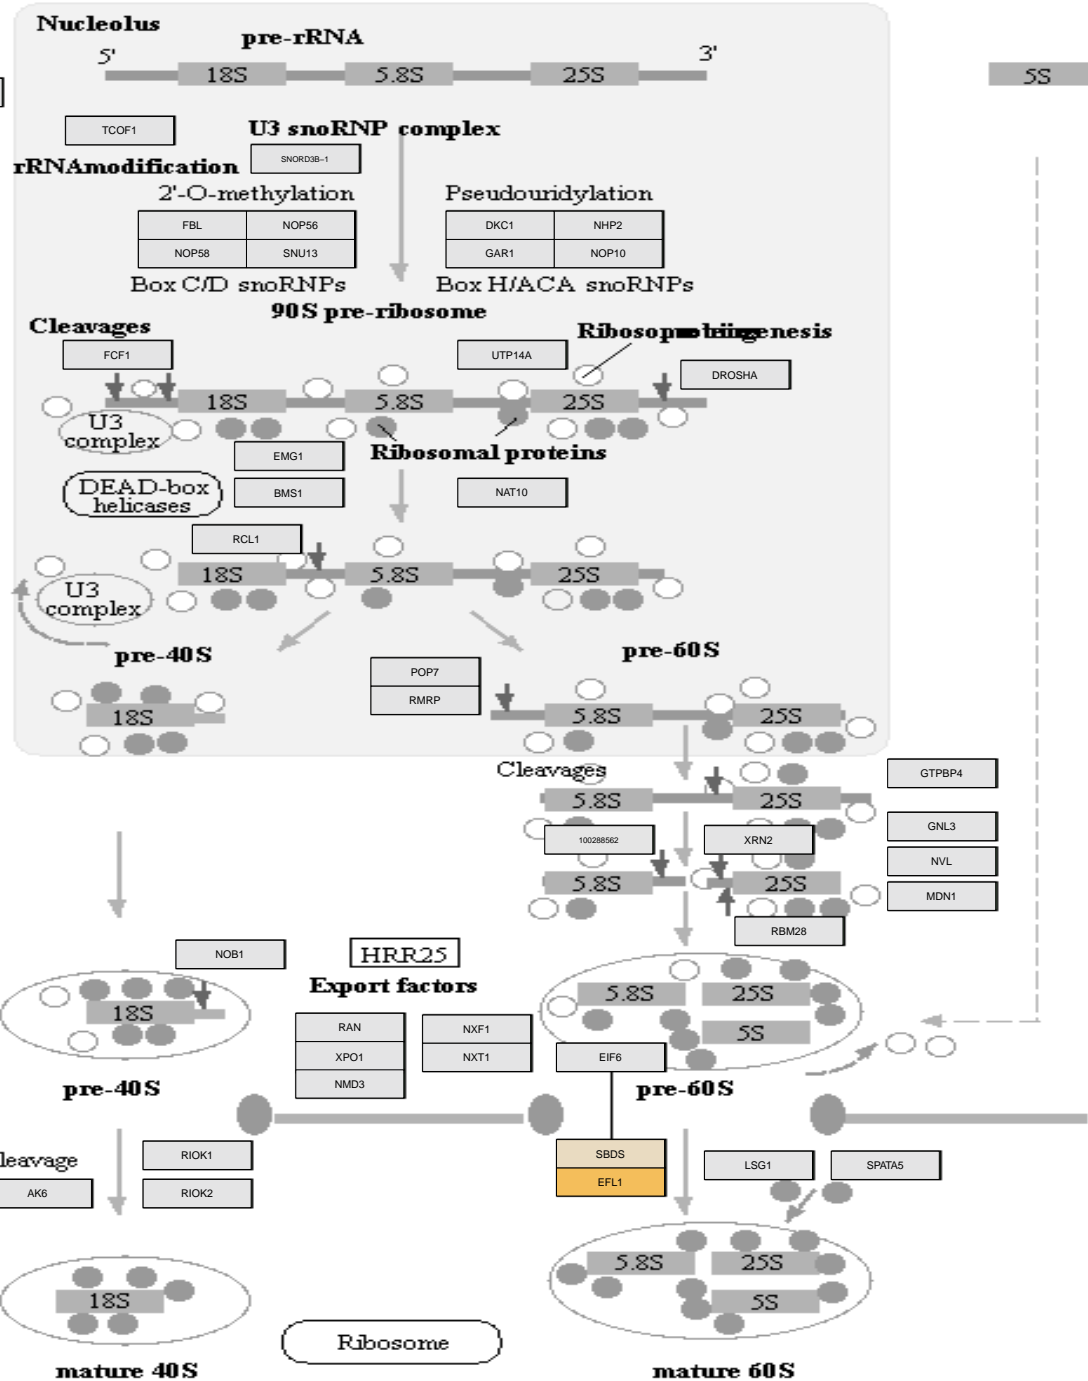 Nucleolus
pre-rRNA
5'
3'
18S
5.8S
25S
5S
TCOF1
U3 snoRNP complex
rRNAmodification
SNORD3B-1
2'-O-methylation
Pseudouridylation
FBL
NOP56
DKC1
NHP2
NOP58
SNU13
GAR1
NOP10
Box C/D snoRNPs
Box H/ACA snoRNPs
90S pre-ribosome
Cleavages
FCF1
UTP14A
DROSHA
18S
5.8S
25S
U3
complex
Ribosomal proteins
EMG1
DEAD-box
helicases
BMS1
NAT10
RCL1
18S
5.8S
25S
U3
complex
pre-40S
pre-60S
POP7
RMRP
18S
5.8S
25S
Cleavages
GTPBP4
5.8S
25S
100288562
XRN2
GNL3
NVL
5.8S
25S
MDN1
RBM28
NOB1
HRR25
Export factors
5.8S
25S
18S
5S
RAN
NXF1
XPO1
NXT1
EIF6
NMD3
pre-40S
pre-60S
leavage
RIOK1
SBDS
LSG1
SPATA5
AK6
RIOK2
EFL1
5.8S
25S
18S
5S
Ribosome
mature 40S
mature 60S